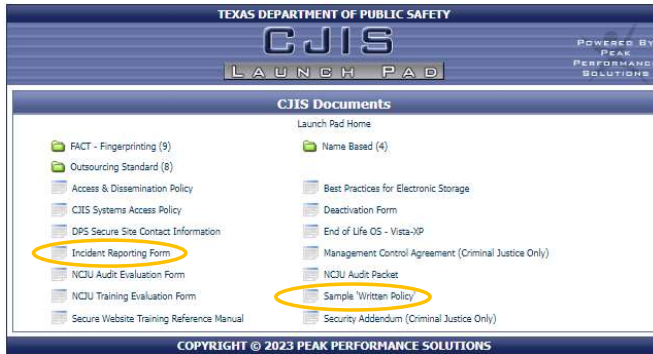 TEXAS DEPARTMENT OF PUBLIC SAFETY
CJIS
LAUNCH PAD
POWERED BY
PEAK
PERFORMANCE
SOLUTIONS
CJIS Documents
Launch Pad Home
FACT - Fingerprinting (9)
Name Based (4)
Outsourcing Standard (8)
Access & Dissemination Policy
Best Practices for Electronic Storage
CJIS Systems Access Policy
Deactivation Form
DPS Secure Site Contact Information
End of Life OS - Vista-XP
Incident Reporting Form
Management Control Agreement (Criminal Justice Only)
NCJU Audit Evaluation Form
NCJU Audit Packet
NCJU Training Evaluation Form
Sample 'Written Policy'
Secure Website Training Reference Manual
Security Addendum (Criminal Justice Only)
COPYRIGHT © 2023 PEAK PERFORMANCE SOLUTIONS